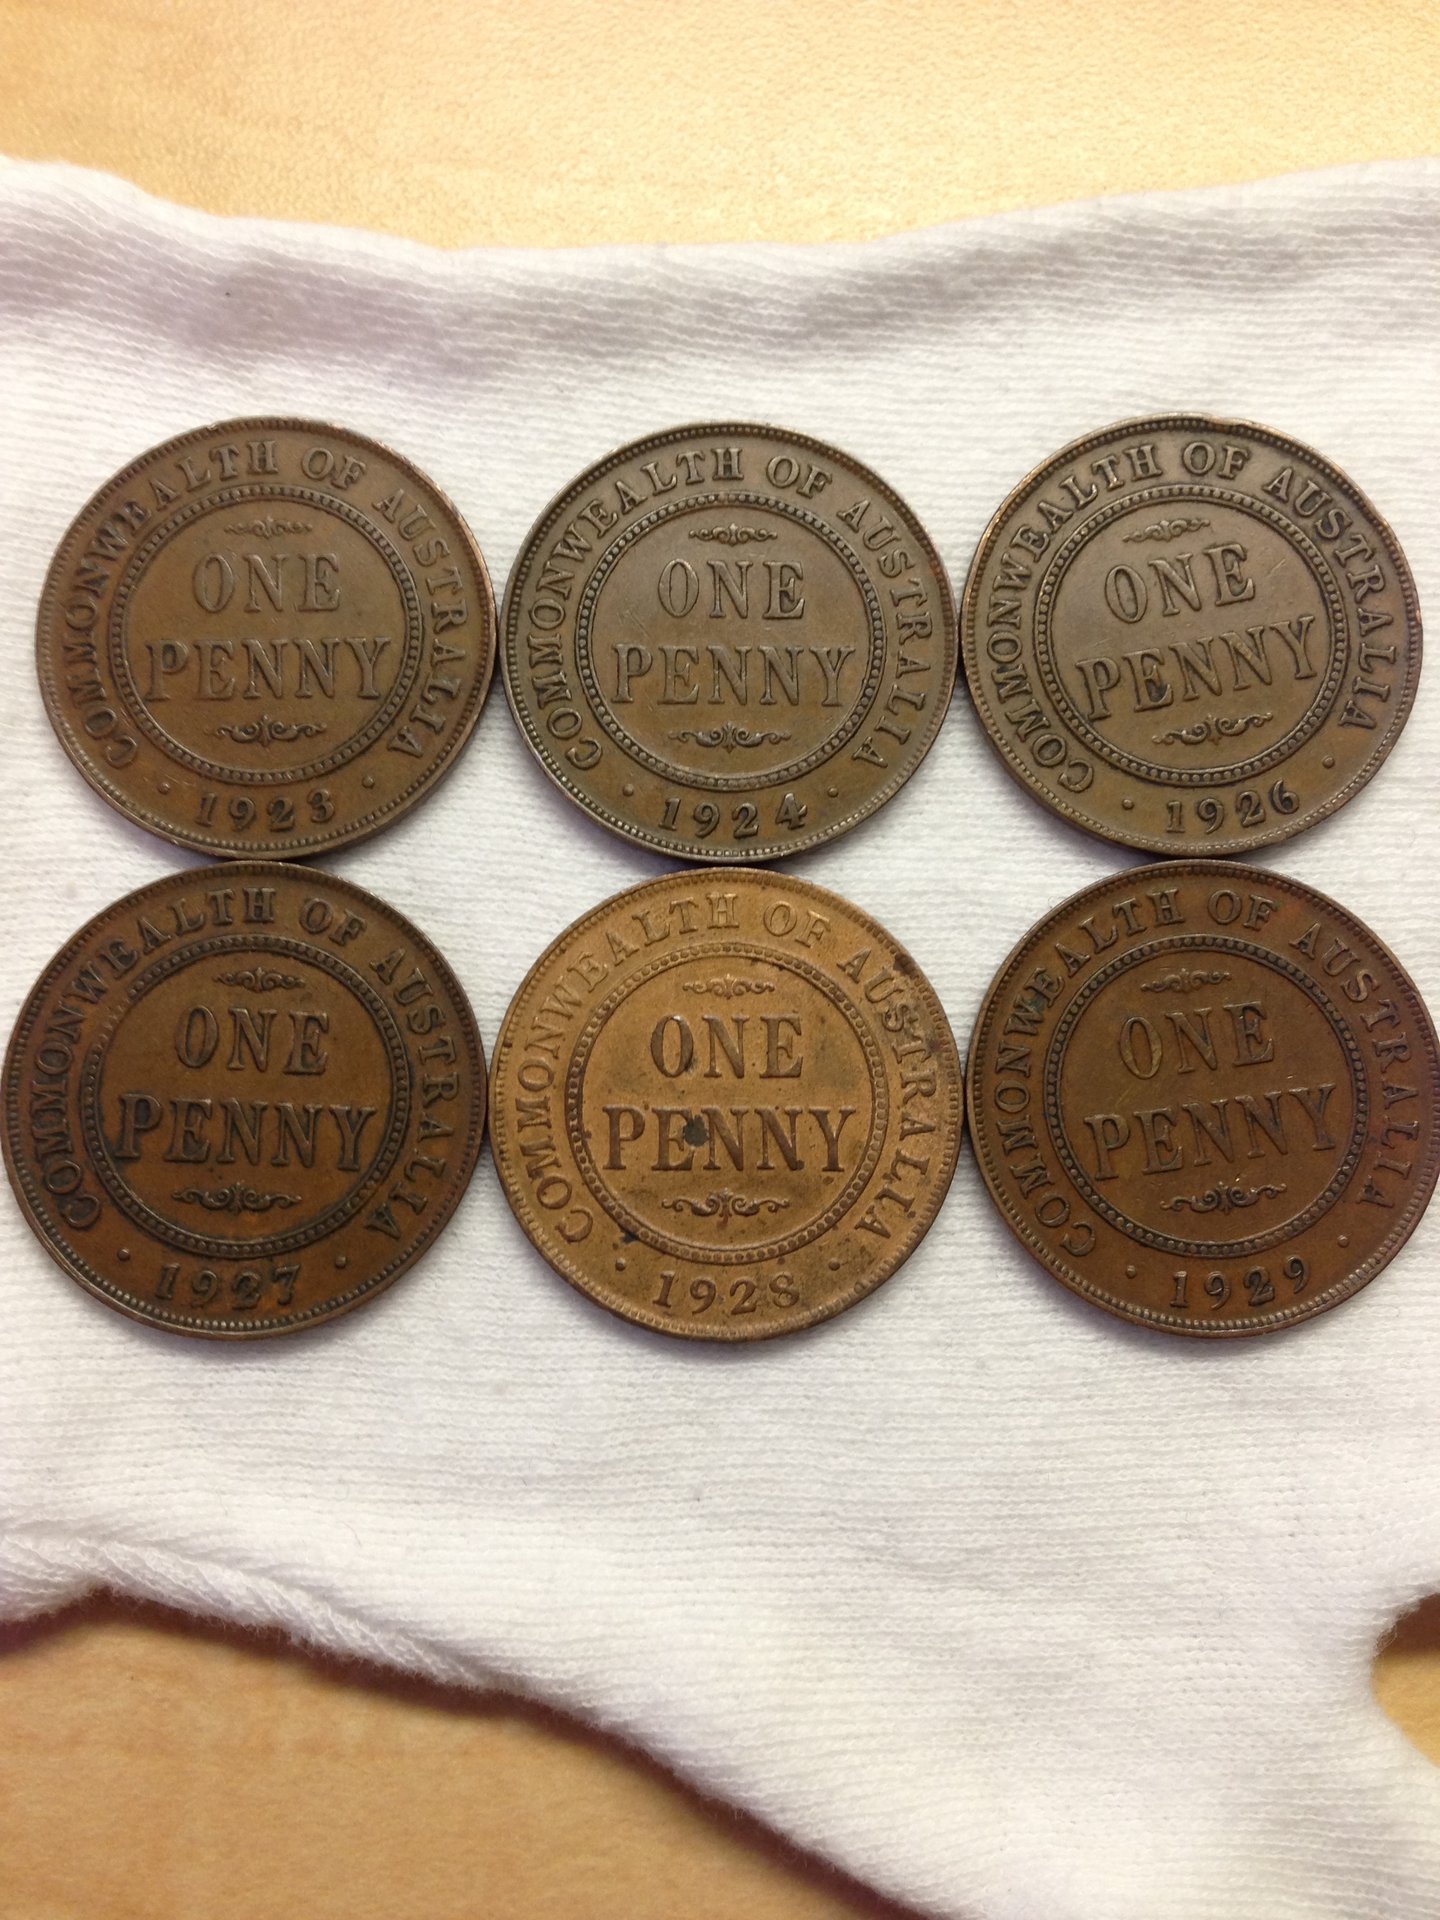 COMMONWEALTH OF AUSTRALIA
ONE
PENNY
· 1923 ·
COMMONWEALTH OF AUSTRALIA
ONE
PENNY
· 1924 ·
COMMONWEALTH OF AUSTRALIA
ONE
PENNY
· 1926 ·
COMMONWEALTH OF AUSTRALIA
ONE
PENNY
· 1927 ·
COMMONWEALTH OF AUSTRALIA
ONE
PENNY
· 1928 ·
COMMONWEALTH OF AUSTRALIA
ONE
PENNY
· 1929 ·